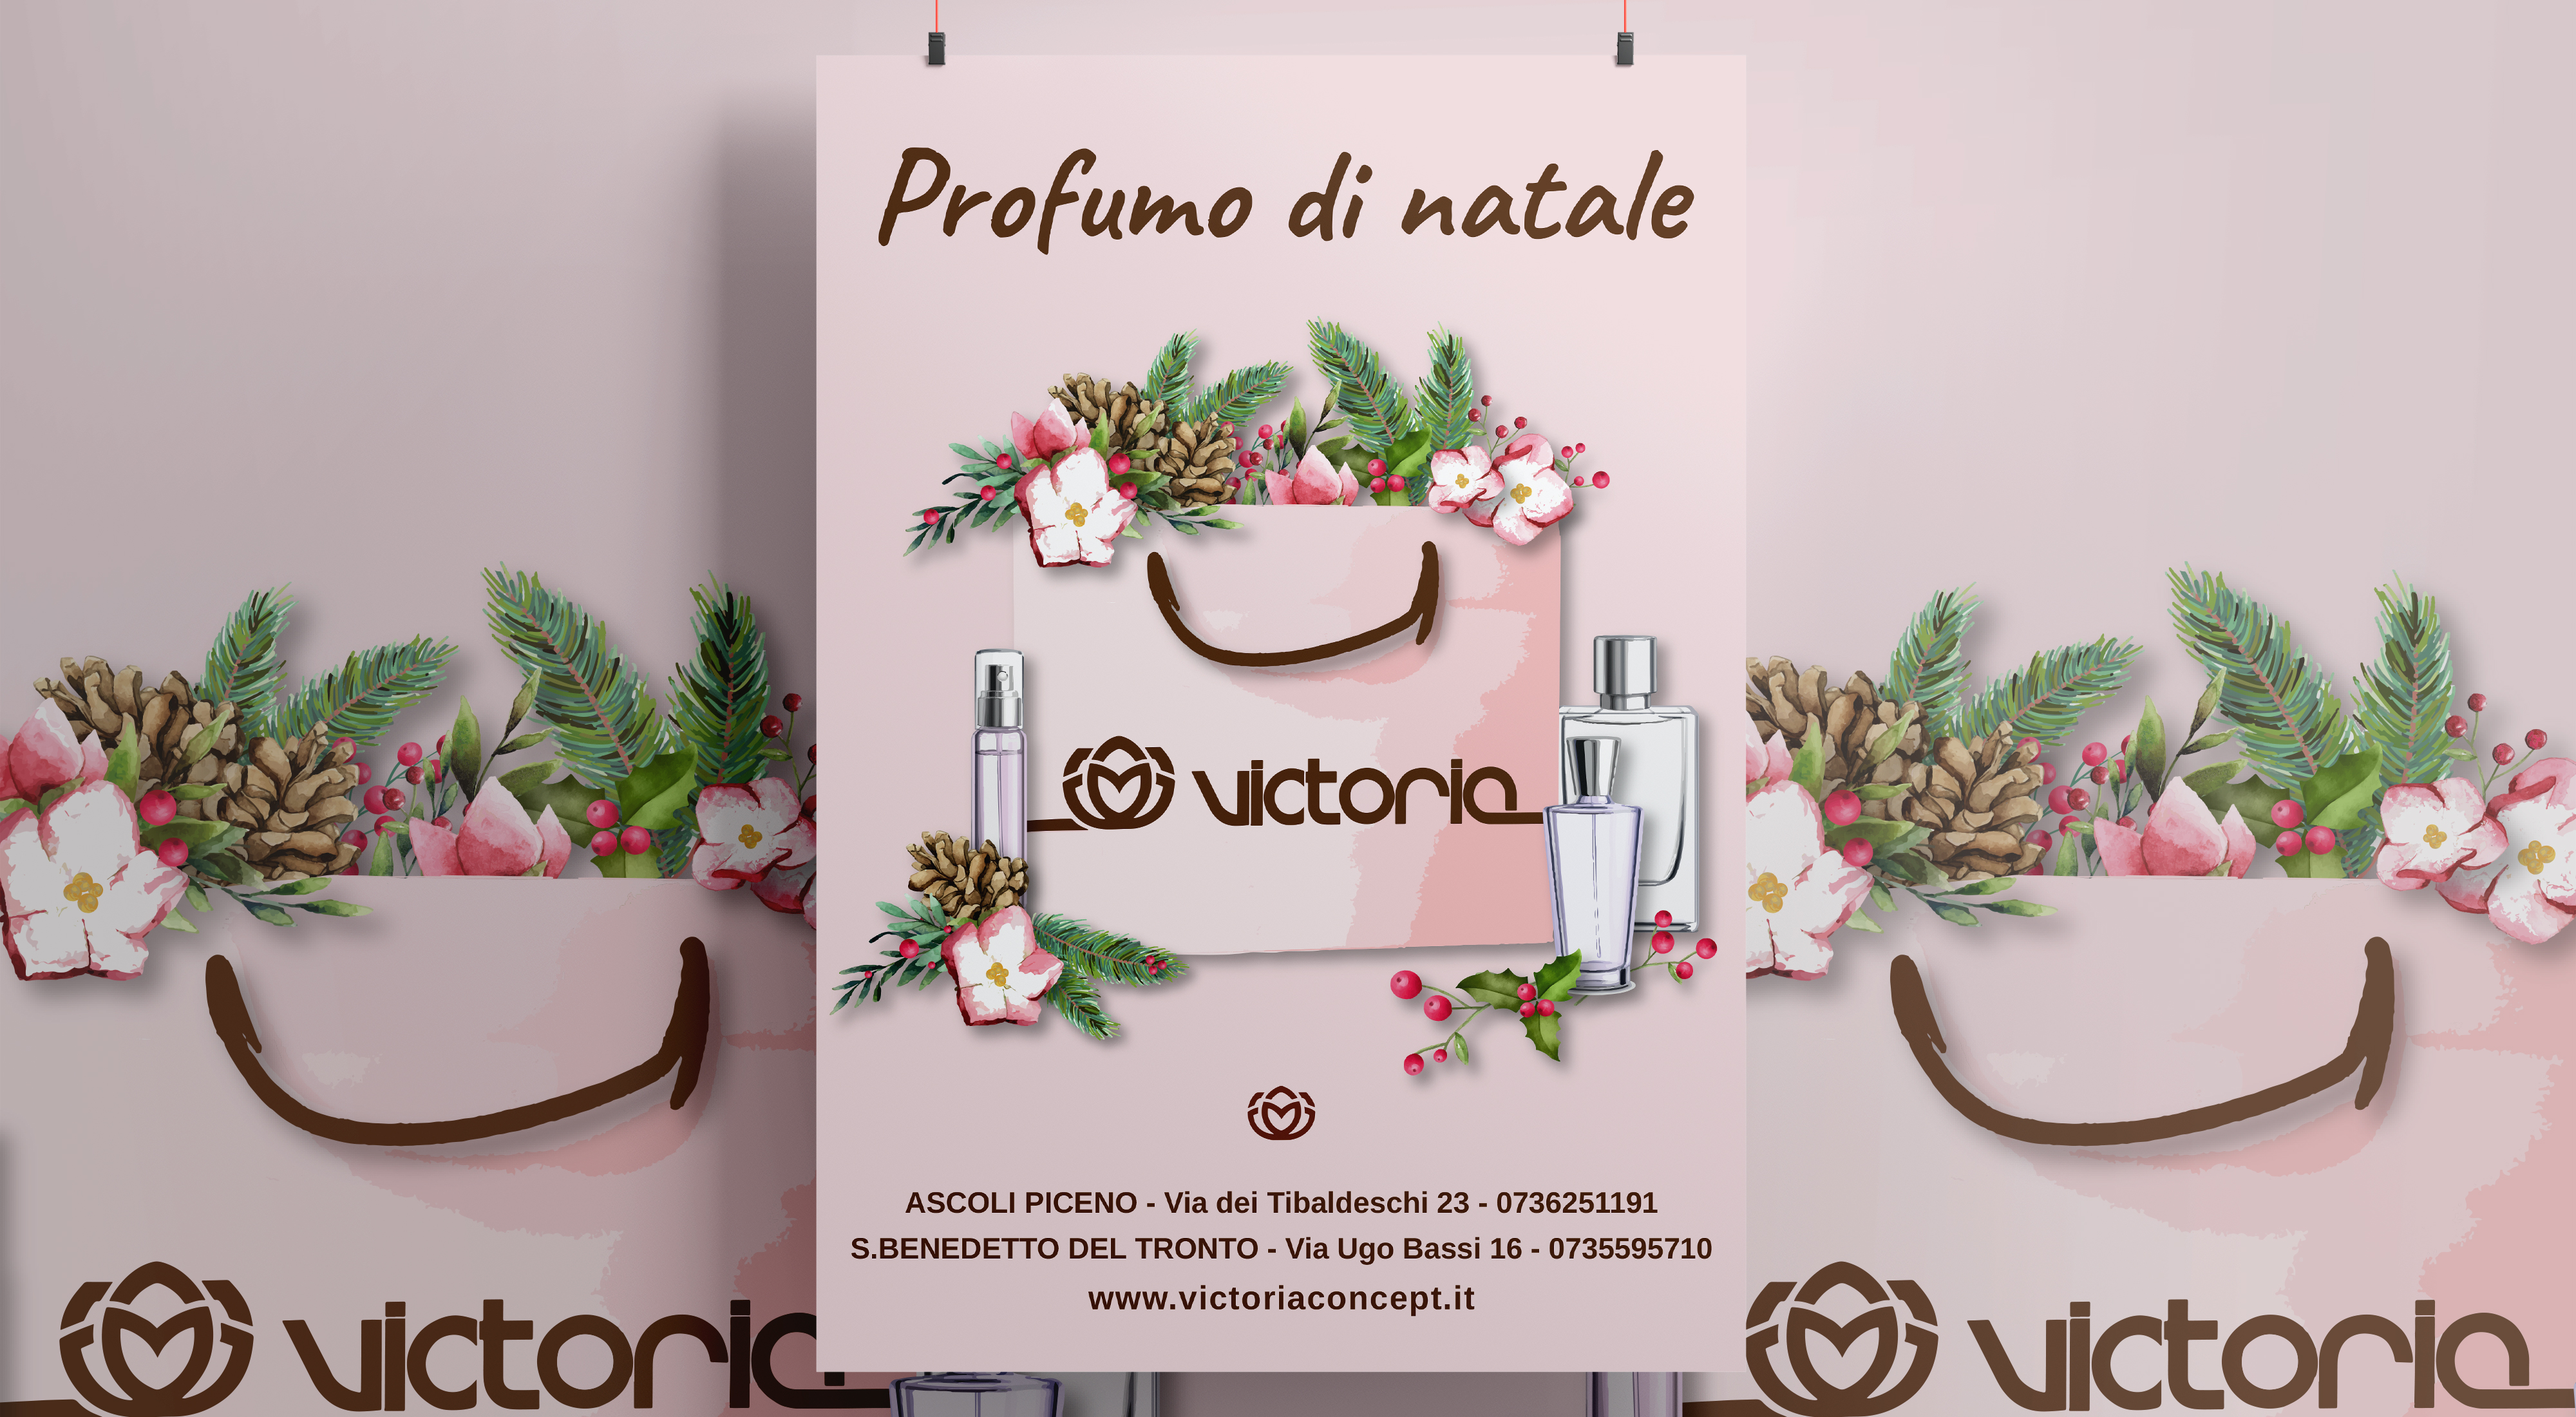 Profumo di natale
victoria
ASCOLI PICENO - Via dei Tibaldeschi 23 - 0736251191
S.BENEDETTO DEL TRONTO - Via Ugo Bassi 16 - 0735595710
www.victoriaconcept.it
victoria
victoria